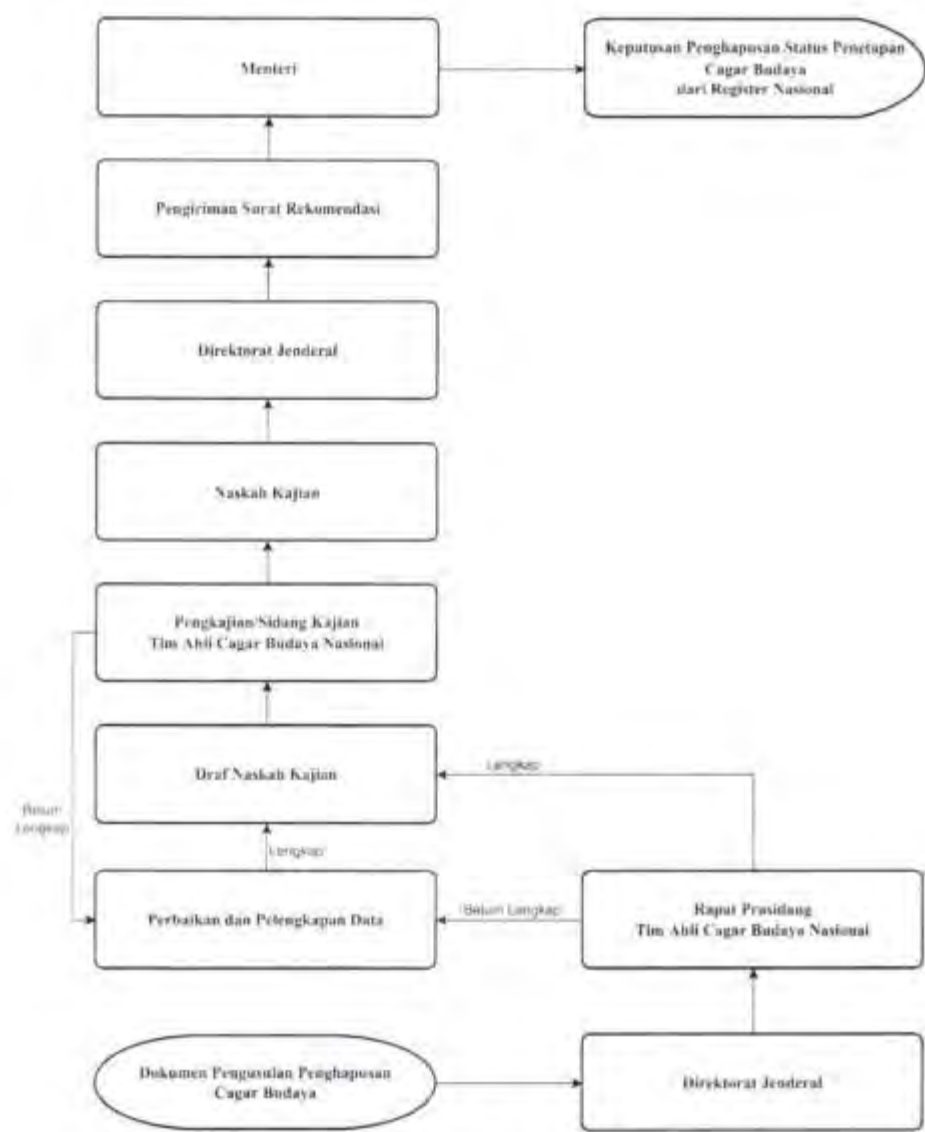 Menteri
Keputusan Penghapusan Status Penetapan
Cagar Budaya
dari Register Nasional
Pengiriman Surat Rekomendasi
Direktorat Jenderal
Naskah Kajian
Pengkajian/Sidang Kajian
Tim Ahli Cagar Budaya Nasional
Draf Naskah Kajian
Lengkap
Belum
Lengkap
Lengkap
Perbaikan dan Pelengkapan Data
Belum Lengkap
Rapat Prasidang
Tim Ahli Cagar Budaya Nasional
Dokumen Pengusulan Penghapusan
Cagar Budaya
Direktorat Jenderal